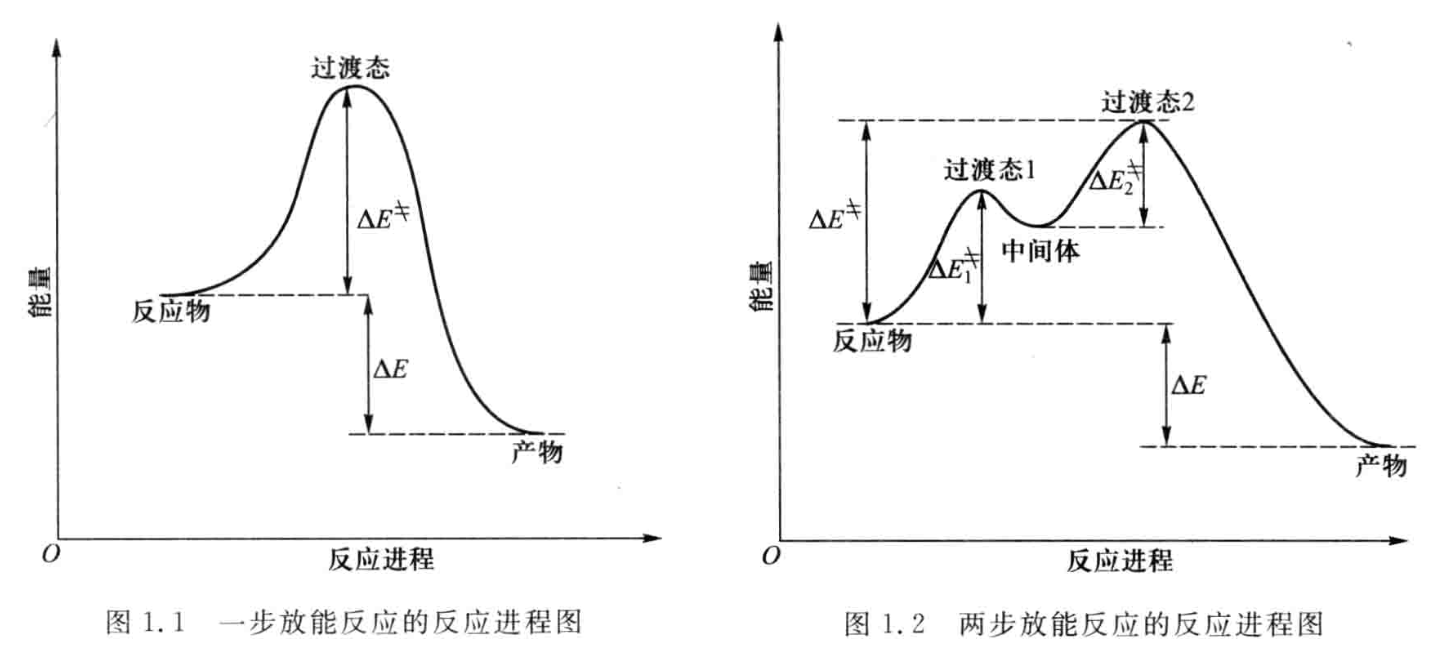 过渡态
ΔE≠
能量
反应物
ΔE
产物
O
反应进程
图 1.1 一步放能反应的反应进程图
过渡态2
过渡态1
ΔE₂≠
ΔE≠
中间体
ΔE₁≠
能量
反应物
ΔE
产物
O
反应进程
图 1.2 两步放能反应的反应进程图